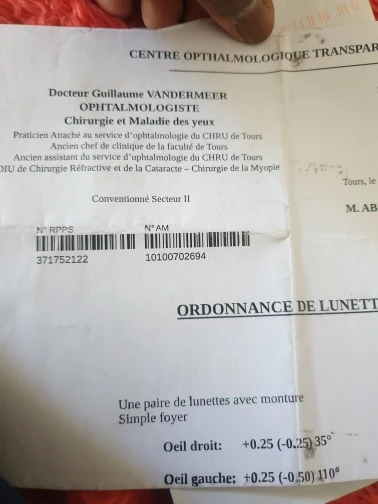 CENTRE OPTHALMOLOGIQUE TRANSPAR
Docteur Guillaume VANDERMEER
OPHTALMOLOGISTE
Chirurgie et Maladie des yeux
Praticien Attaché au service d'ophtalmologie du CHRU de Tours
Ancien chef de clinique de la faculté de Tours
Ancien assistant du service d'ophtalmologie du CHRU de Tours
DIU de Chirurgie Réfractive et de la Cataracte – Chirurgie de la Myopie
Conventionné Secteur II
Tours, le
M. AB
N° RPPS N° AM
371752122 10100702694
ORDONNANCE DE LUNETT
Une paire de lunettes avec monture
Simple foyer
Oeil droit: +0.25 (-0.25) 35°
Oeil gauche: +0.25 (-0.50) 110°